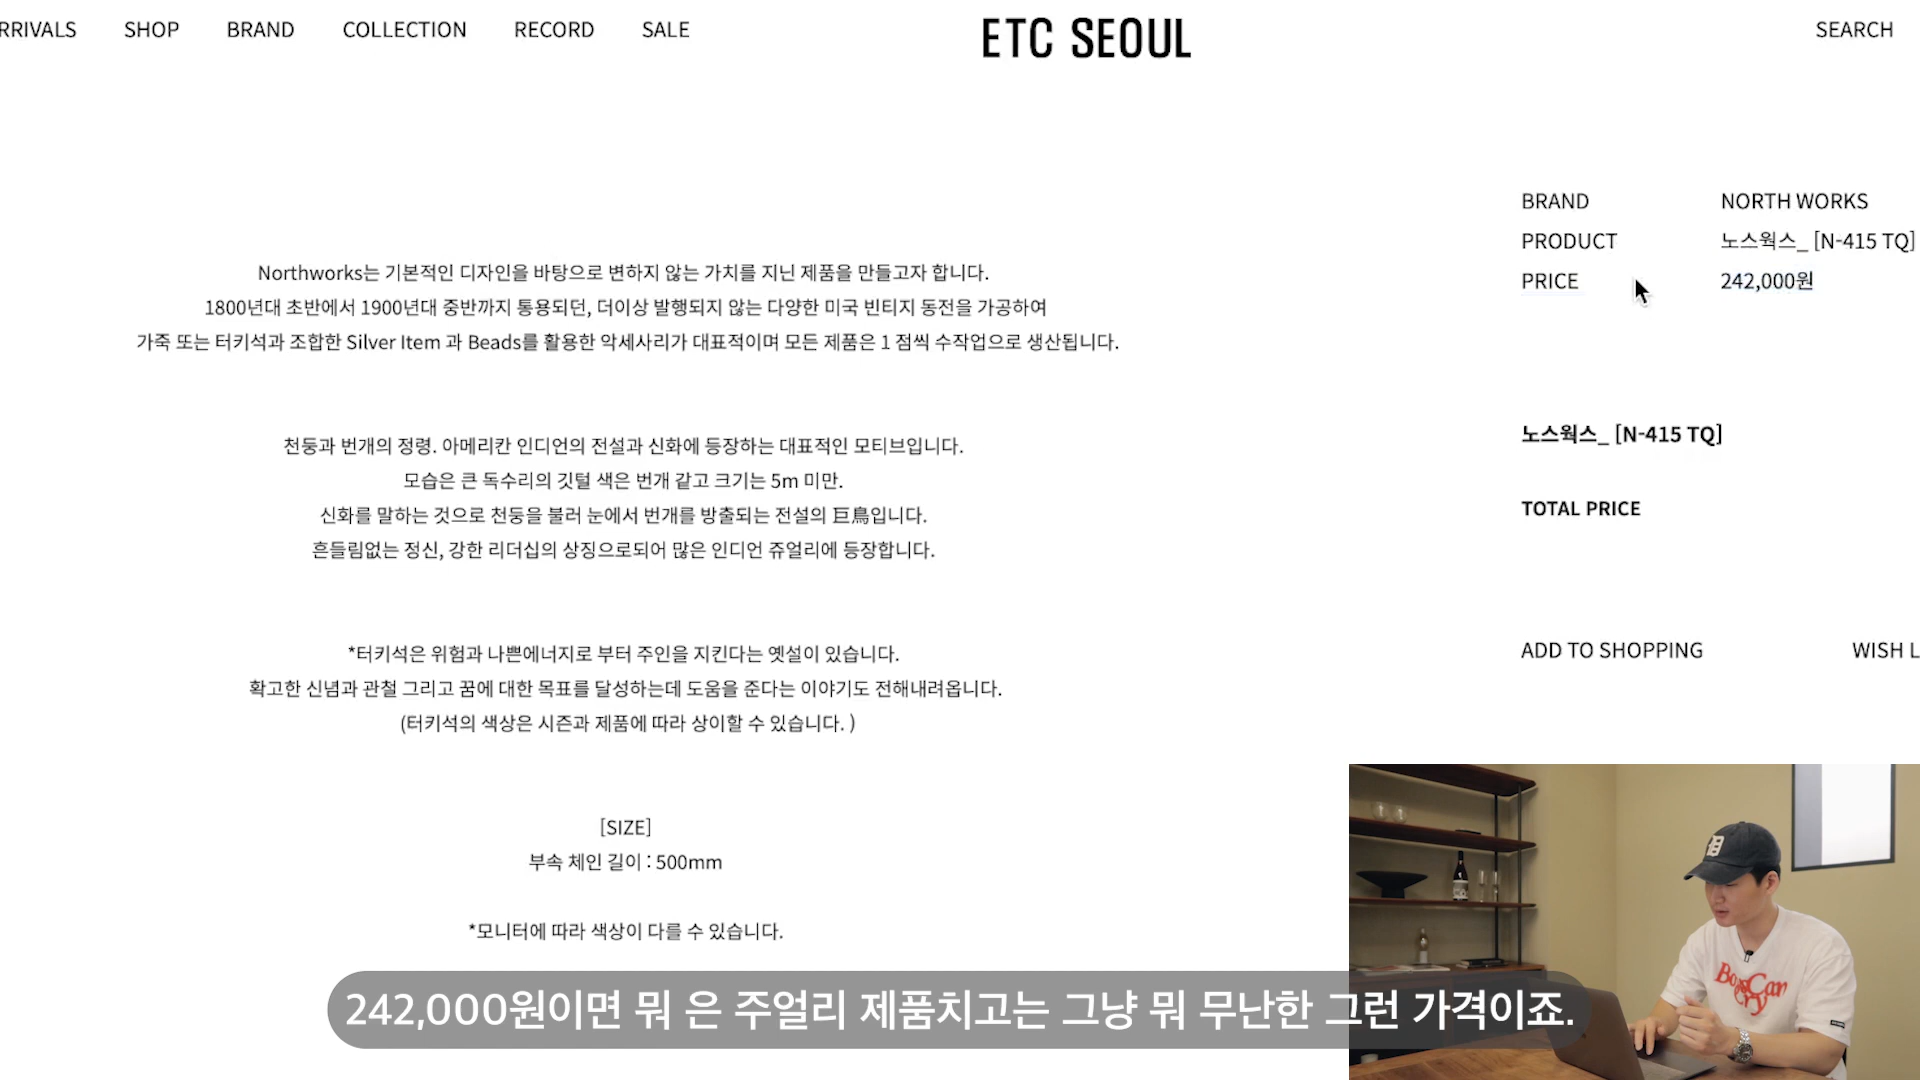 RRIVALS SHOP BRAND COLLECTION RECORD SALE ETC SEOUL SEARCH
BRAND NORTH WORKS
PRODUCT 노스웍스_ [N-415 TQ]
PRICE 242,000원
Northworks는 기본적인 디자인을 바탕으로 변하지 않는 가치를 지닌 제품을 만들고자 합니다.
1800년대 초반에서 1900년대 중반까지 통용되던, 더이상 발행되지 않는 다양한 미국 빈티지 동전을 가공하여
가죽 또는 터키석과 조합한 Silver Item 과 Beads를 활용한 악세사리가 대표적이며 모든 제품은 1 점씩 수작업으로 생산됩니다.
천둥과 번개의 정령. 아메리칸 인디언의 전설과 신화에 등장하는 대표적인 모티브입니다.
모습은 큰 독수리의 깃털 색은 번개 같고 크기는 5m 미만.
신화를 말하는 것으로 천둥을 불러 눈에서 번개를 방출되는 전설의 巨鳥입니다.
흔들림없는 정신, 강한 리더십의 상징으로되어 많은 인디언 쥬얼리에 등장합니다.
노스웍스_ [N-415 TQ]
TOTAL PRICE
ADD TO SHOPPING WISH L
*터키석은 위험과 나쁜에너지로 부터 주인을 지킨다는 옛설이 있습니다.
확고한 신념과 관철 그리고 꿈에 대한 목표를 달성하는데 도움을 준다는 이야기도 전해내려옵니다.
(터키석의 색상은 시즌과 제품에 따라 상이할 수 있습니다. )
[SIZE]
부속 체인 길이 : 500mm
*모니터에 따라 색상이 다를 수 있습니다.
242,000원이면 뭐 은 주얼리 제품치고는 그냥 뭐 무난한 그런 가격이죠.
Boys Can
Cry